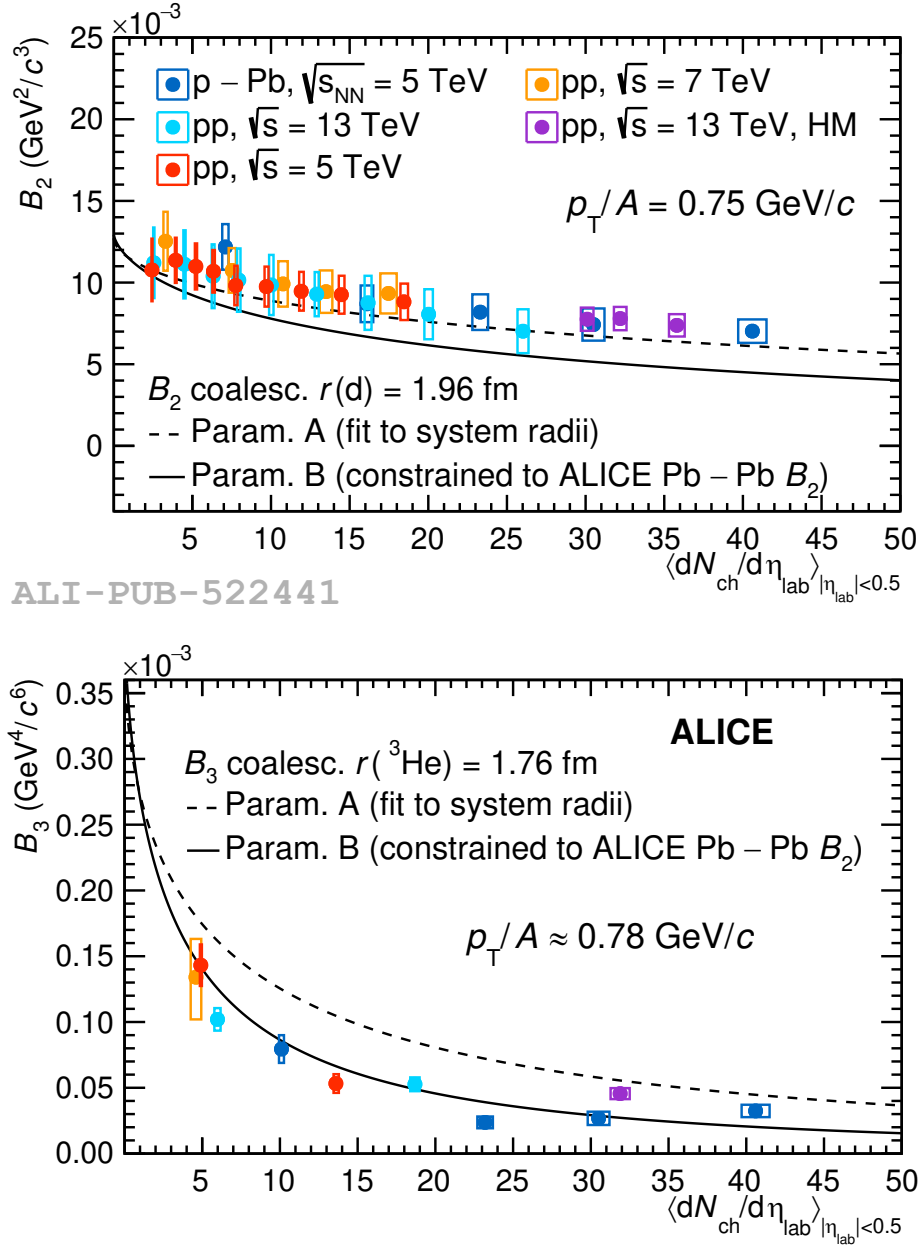 ×10⁻³
B₂ (GeV²/c³)
25
20
15
10
5
0
p – Pb, √s_NN = 5 TeV
pp, √s = 7 TeV
pp, √s = 13 TeV
pp, √s = 13 TeV, HM
pp, √s = 5 TeV
p_T/A = 0.75 GeV/c
B₂ coalesc. r(d) = 1.96 fm
Param. A (fit to system radii)
Param. B (constrained to ALICE Pb – Pb B₂)
5 10 15 20 25 30 35 40 45 50
⟨dN_ch/dη_lab⟩_|η_lab|<0.5
ALI-PUB-522441
×10⁻³
B₃ (GeV⁴/c⁶)
0.35
0.30
0.25
0.20
0.15
0.10
0.05
0.00
ALICE
B₃ coalesc. r(³He) = 1.76 fm
Param. A (fit to system radii)
Param. B (constrained to ALICE Pb – Pb B₂)
p_T/A ≈ 0.78 GeV/c
5 10 15 20 25 30 35 40 45 50
⟨dN_ch/dη_lab⟩_|η_lab|<0.5